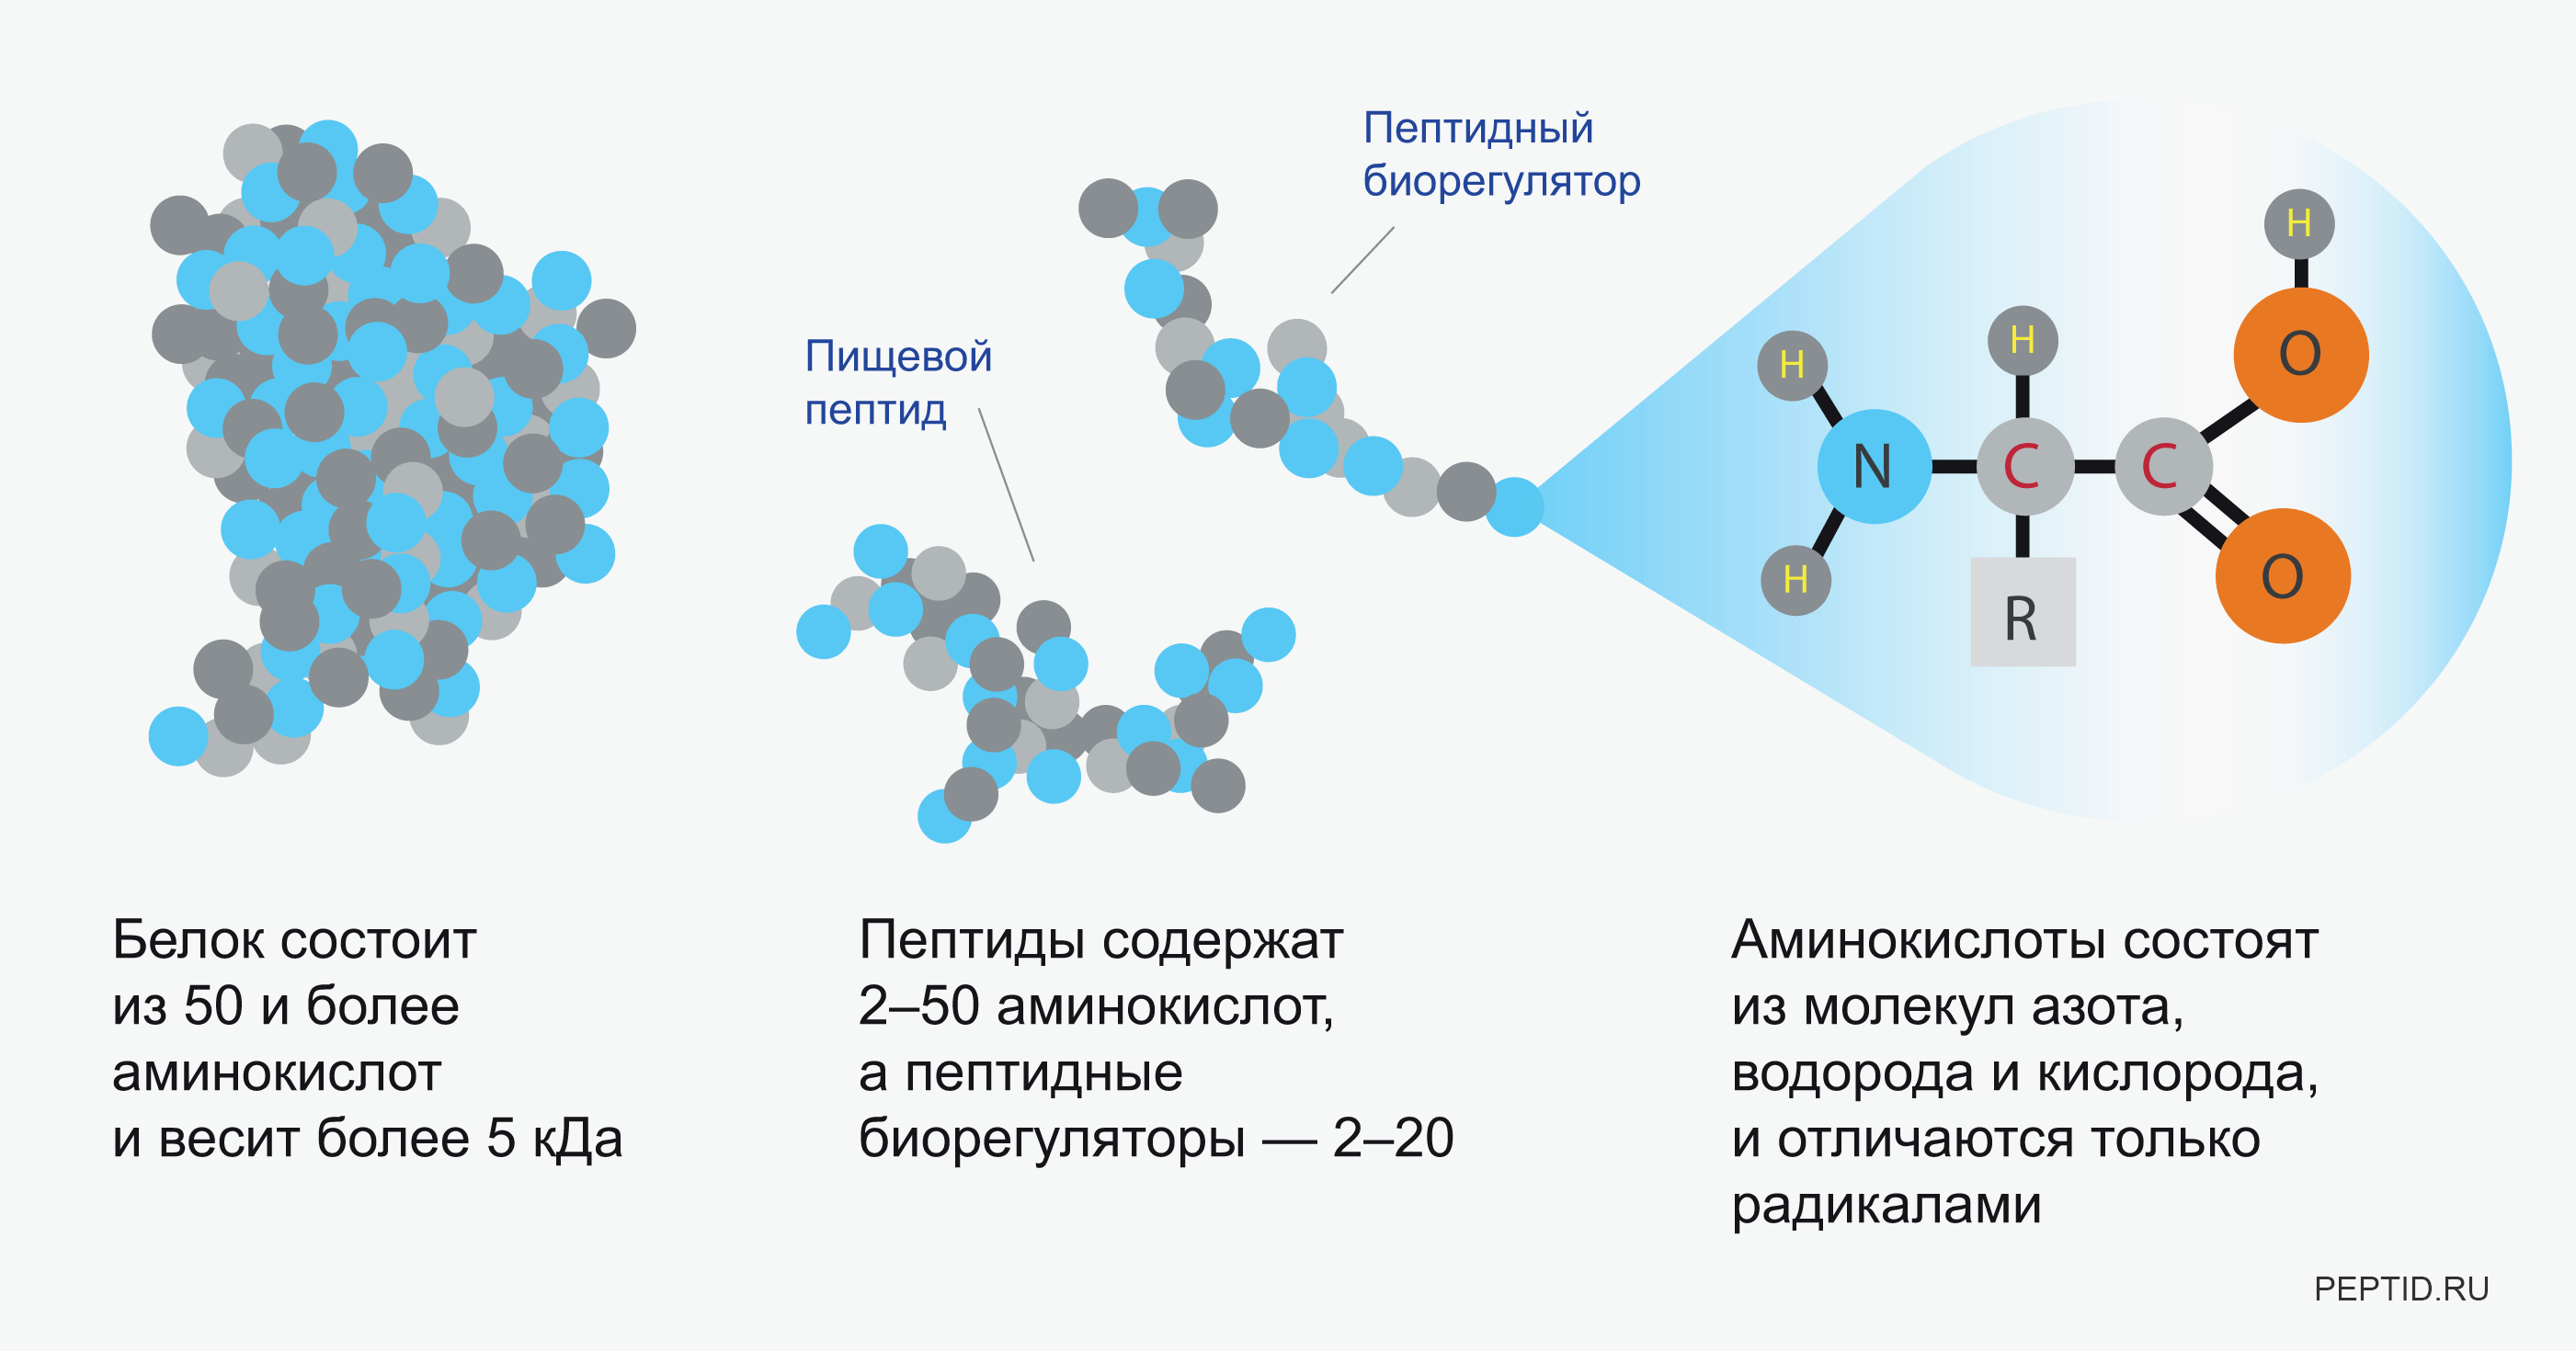 Пептидный
биорегулятор
Пищевой
пептид
H
H
H
N
C
C
O
H
R
O
Белок состоит
из 50 и более
аминокислот
и весит более 5 кДа
Пептиды содержат
2–50 аминокислот,
а пептидные
биорегуляторы — 2–20
Аминокислоты состоят
из молекул азота,
водорода и кислорода,
и отличаются только
радикалами
PEPTID.RU